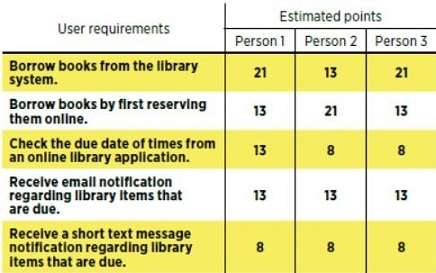 User requirements
Estimated points
Person 1 Person 2 Person 3
Borrow books from the library
system.
21 13 21
Borrow books by first reserving
them online.
13 21 13
Check the due date of times from
an online library application.
13 8 8
Receive email notification
regarding library items that
are due.
13 13 13
Receive a short text message
notification regarding library
items that are due.
8 8 8